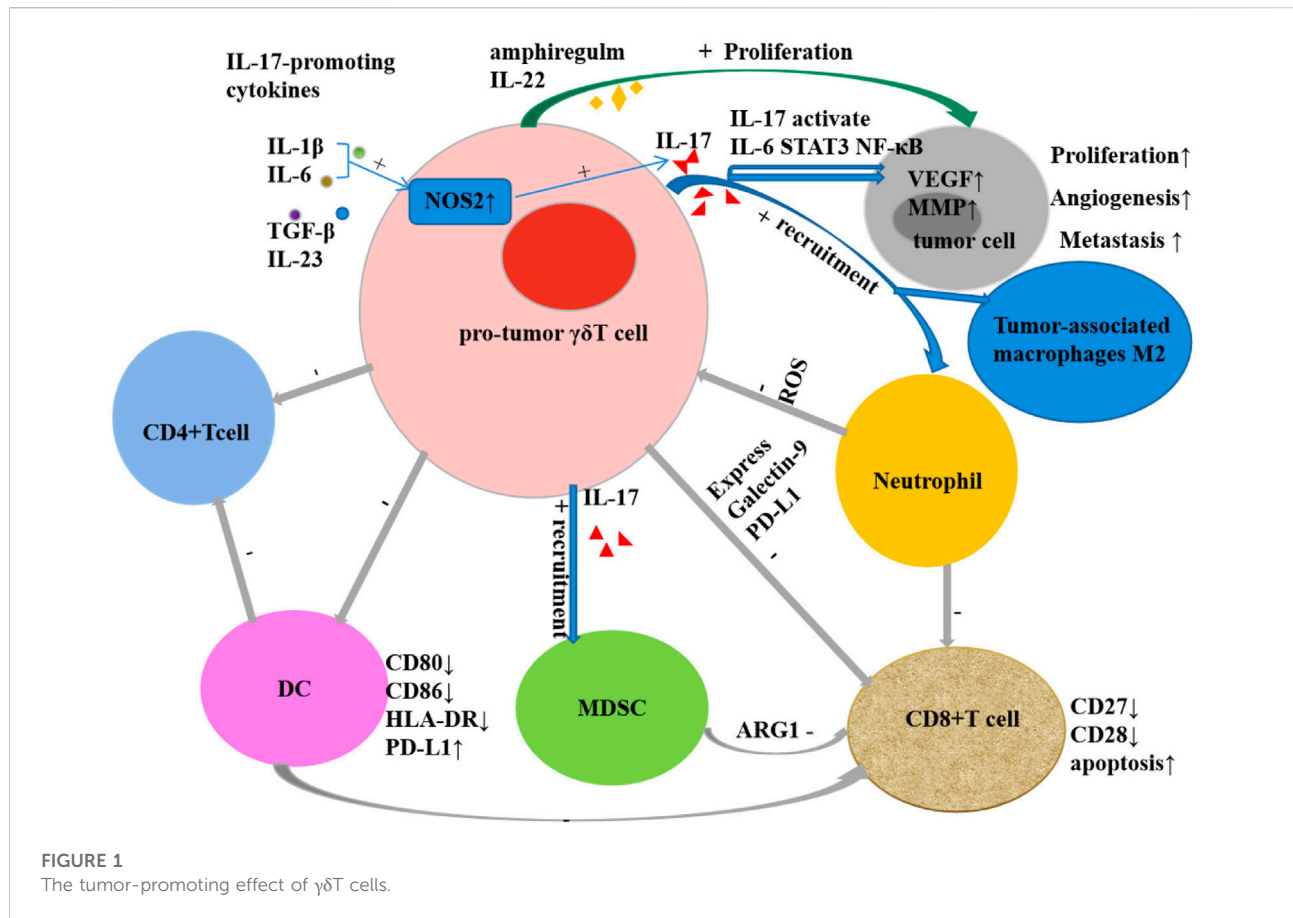 IL-17-promoting
cytokines
amphiregulm
IL-22
+ Proliferation
IL-1β
IL-6
+
TGF-β
IL-23
NOS2↑
+
IL-17
IL-17 activate
IL-6 STAT3 NF-κB
VEGF↑
MMP↑
tumor cell
Proliferation↑
Angiogenesis↑
Metastasis ↑
+ recruitment
Tumor-associated
macrophages M2
pro-tumor γδT cell
-
CD4+Tcell
-
-
- ROS
Neutrophil
Express
Galectin-9
PD-L1
-
IL-17
+ recruitment
-
DC
CD80↓
CD86↓
HLA-DR↓
PD-L1↑
MDSC
ARG1 -
CD8+T cell
CD27↓
CD28↓
apoptosis↑
-
FIGURE 1
The tumor-promoting effect of γδT cells.